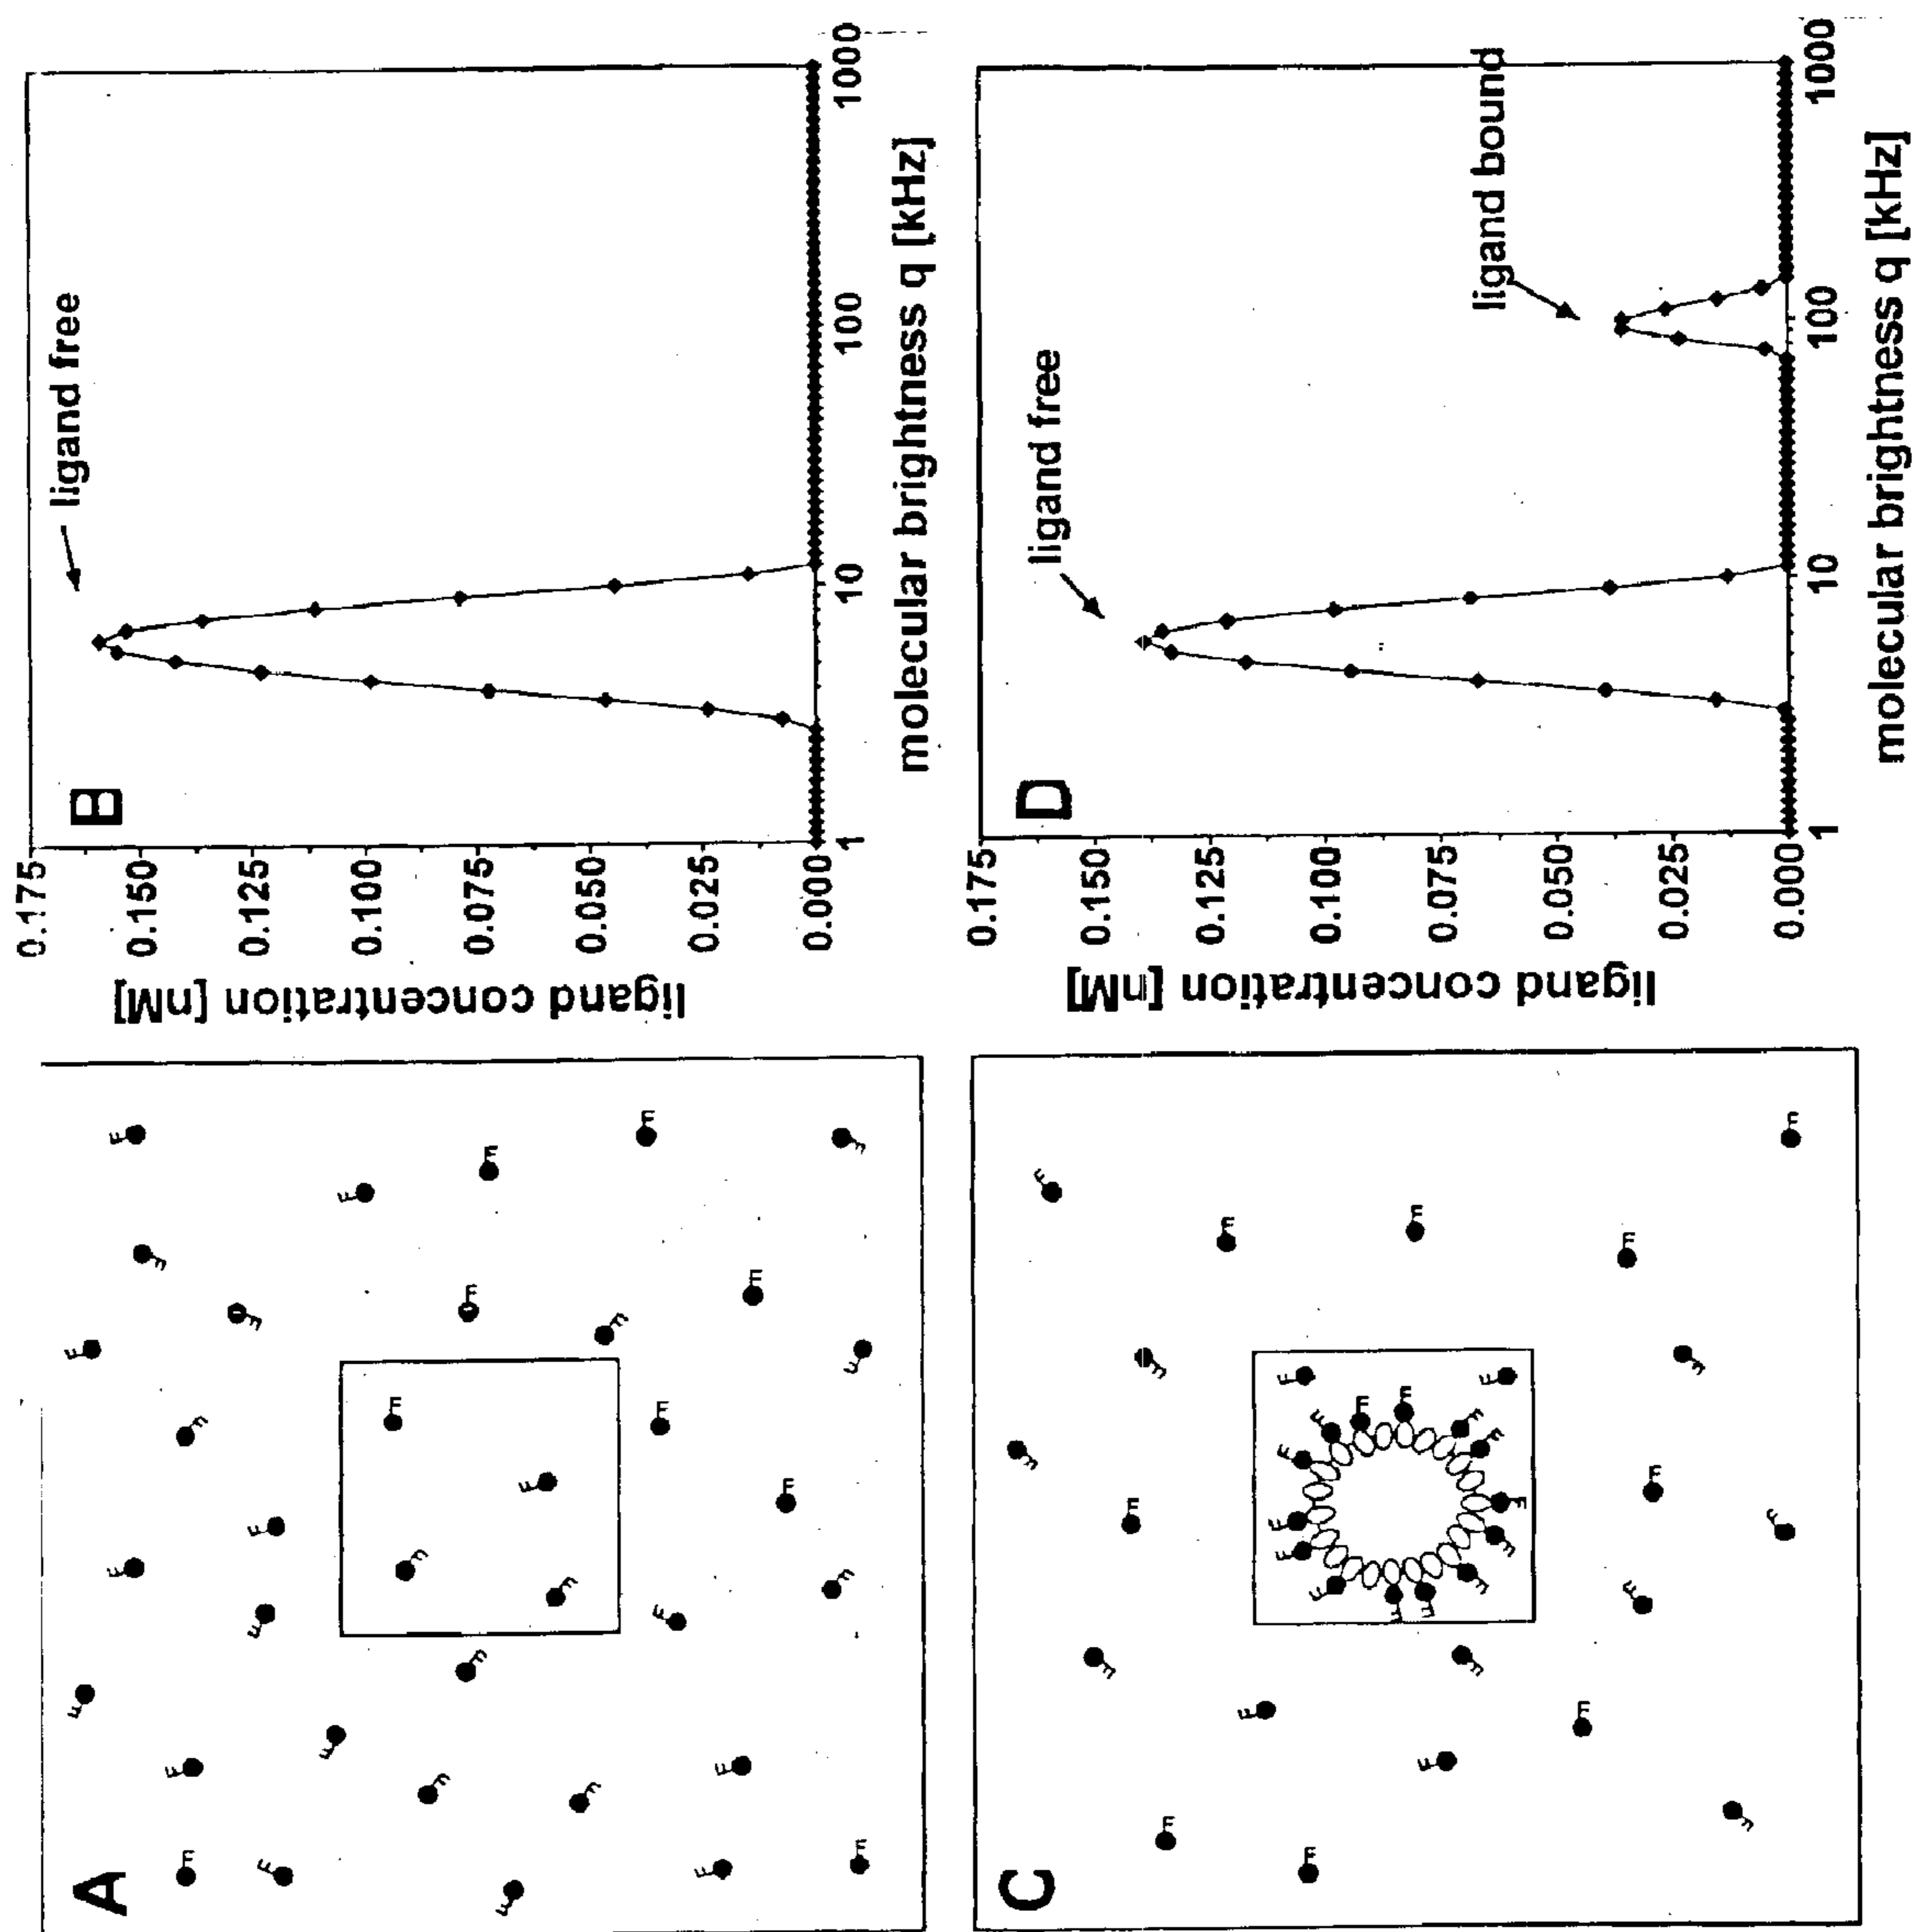 A
B
ligand concentration [nM]
0.175
0.150
0.125
0.100
0.075
0.050
0.025
0.000
ligand free
1
10
100
1000
molecular brightness q [kHz]
C
D
ligand concentration [nM]
0.175
0.150
0.125
0.100
0.075
0.050
0.025
0.000
ligand free
ligand bound
1
10
100
1000
molecular brightness q [kHz]